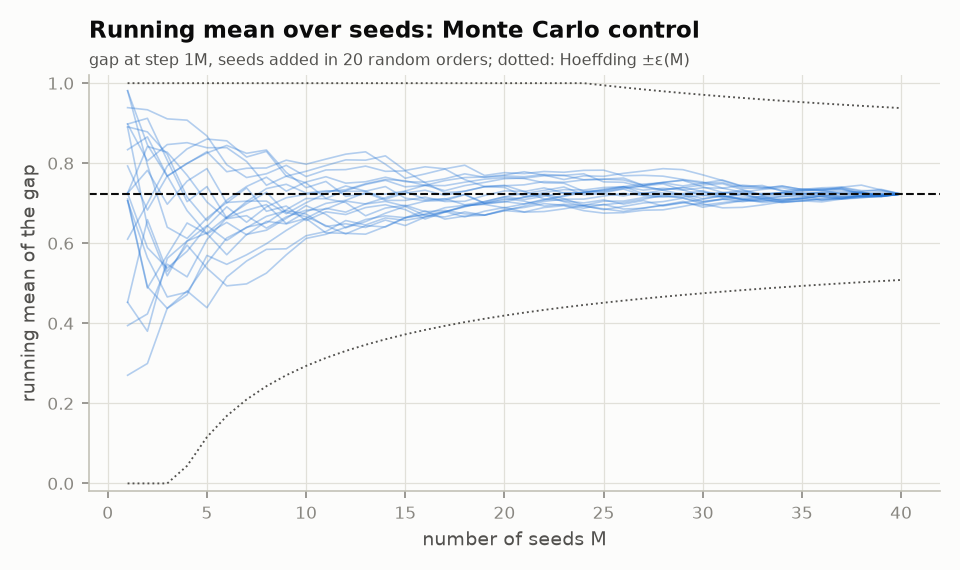 Running mean over seeds: Monte Carlo control
gap at step 1M, seeds added in 20 random orders; dotted: Hoeffding ±ε(M)
running mean of the gap
1.0
0.8
0.6
0.4
0.2
0.0
0 5 10 15 20 25 30 35 40
number of seeds M